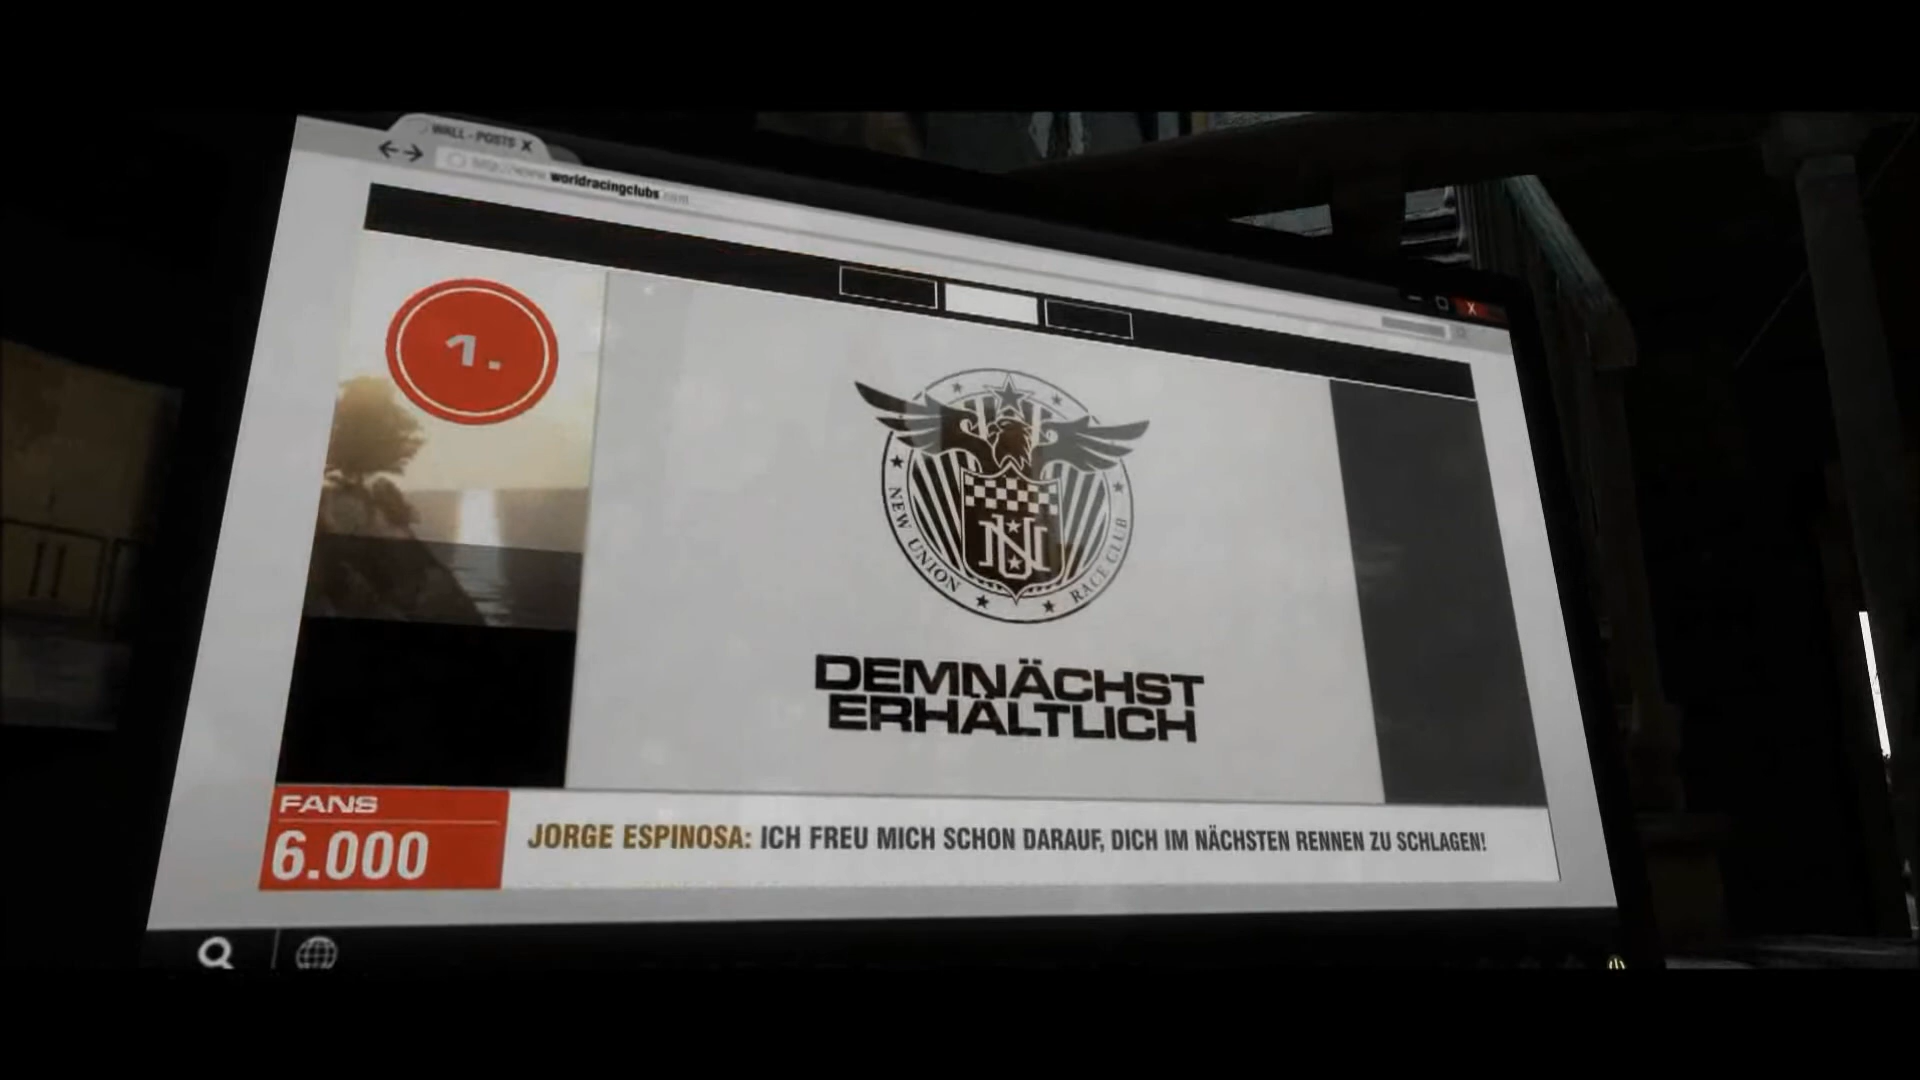 WALL - POSTS X
worldracingclubs.com
X
1.
NEW UNION
RACE CLUB
NU
DEMNÄCHST
ERHÄLTLICH
FANS
6.000
JORGE ESPINOSA: ICH FREU MICH SCHON DARAUF, DICH IM NÄCHSTEN RENNEN ZU SCHLAGEN!